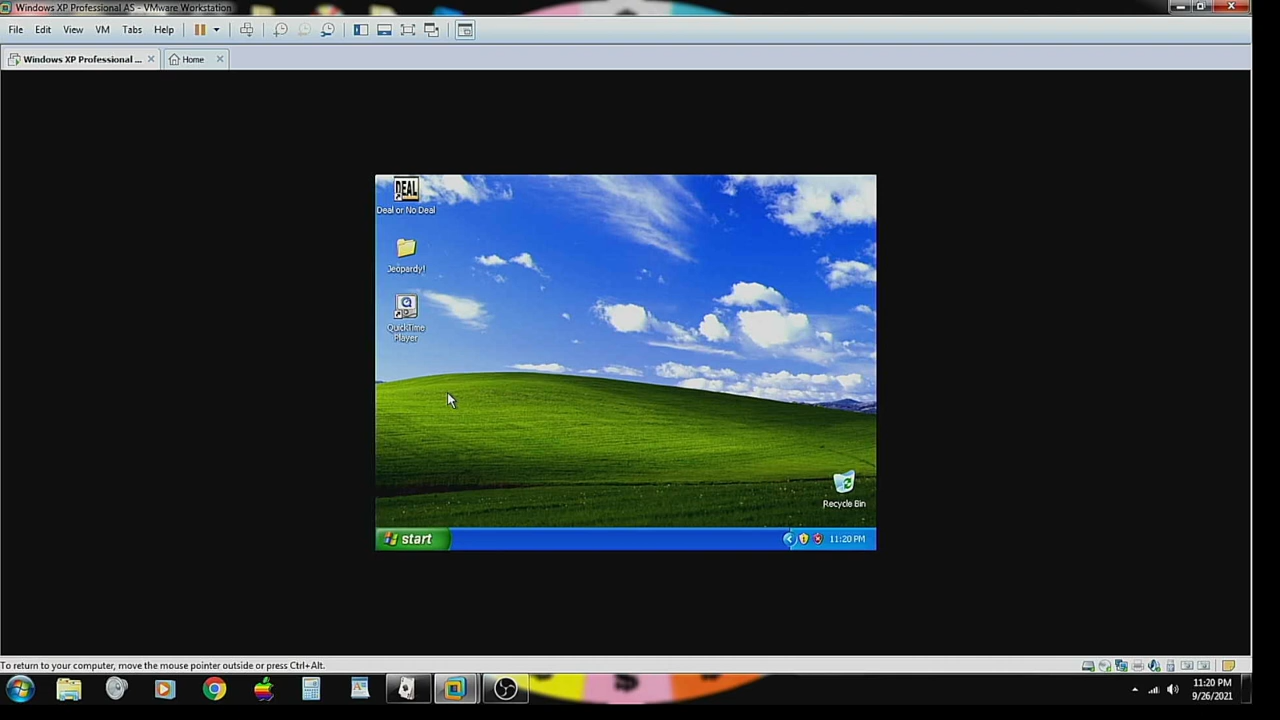 Windows XP Professional AS - VMware Workstation
File Edit View VM Tabs Help
Windows XP Professional ... Home
DEAL
Deal or No Deal
Jeopardy!
QuickTime
Player
Recycle Bin
start 11:20 PM
To return to your computer, move the mouse pointer outside or press Ctrl+Alt.
11:20 PM
9/26/2021